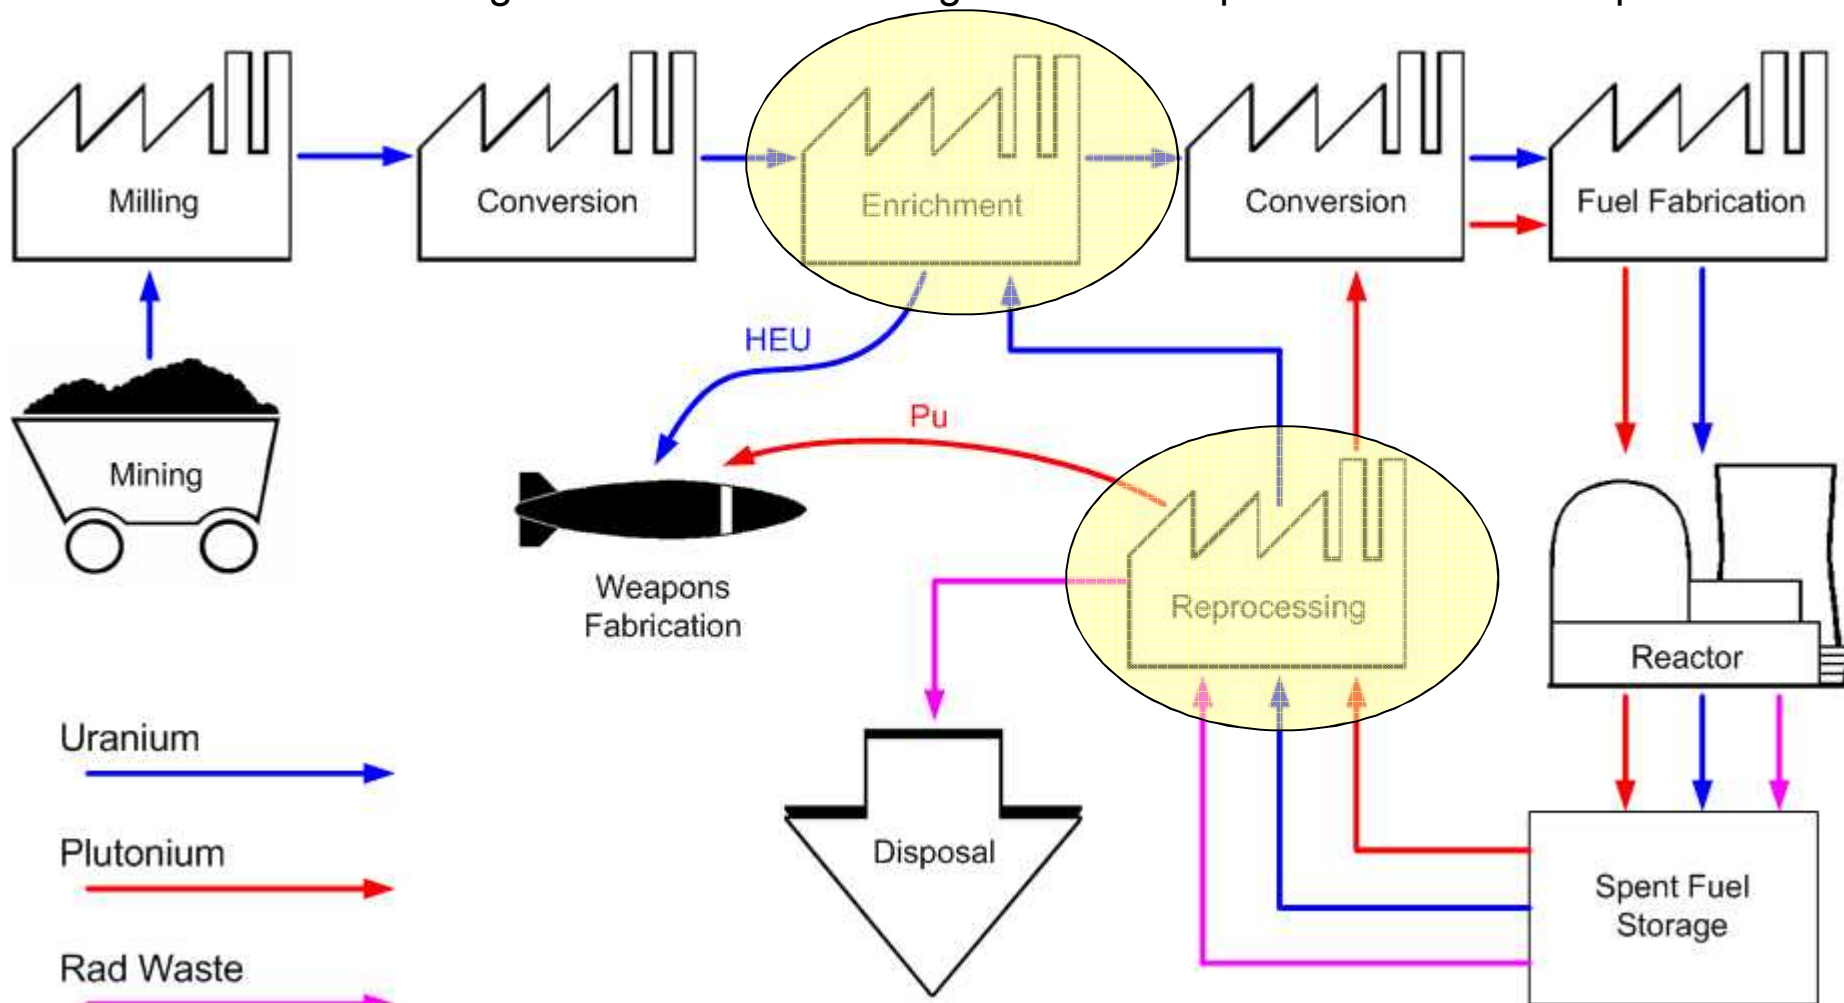 Milling
Conversion
Enrichment
Conversion
Fuel Fabrication
HEU
Pu
Mining
Weapons
Fabrication
Reprocessing
Reactor
Uranium
Plutonium
Rad Waste
Disposal
Spent Fuel
Storage